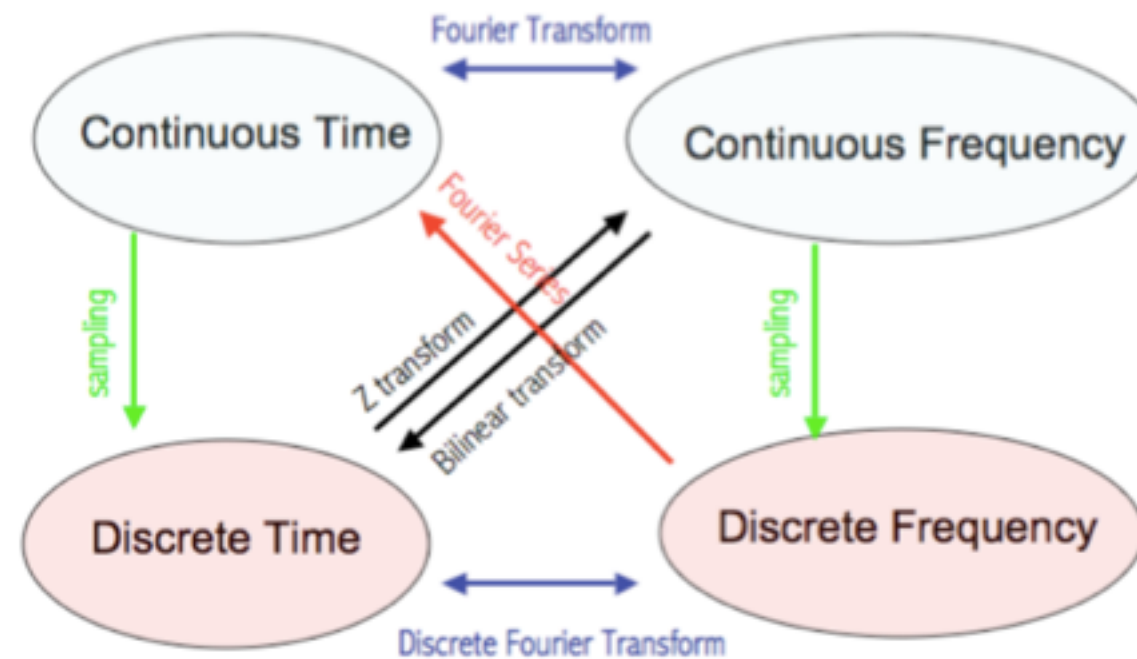 Fourier Transform
Continuous Time
Continuous Frequency
Fourier Series
sampling
Z transform
Bilinear transform
sampling
Discrete Time
Discrete Frequency
Discrete Fourier Transform